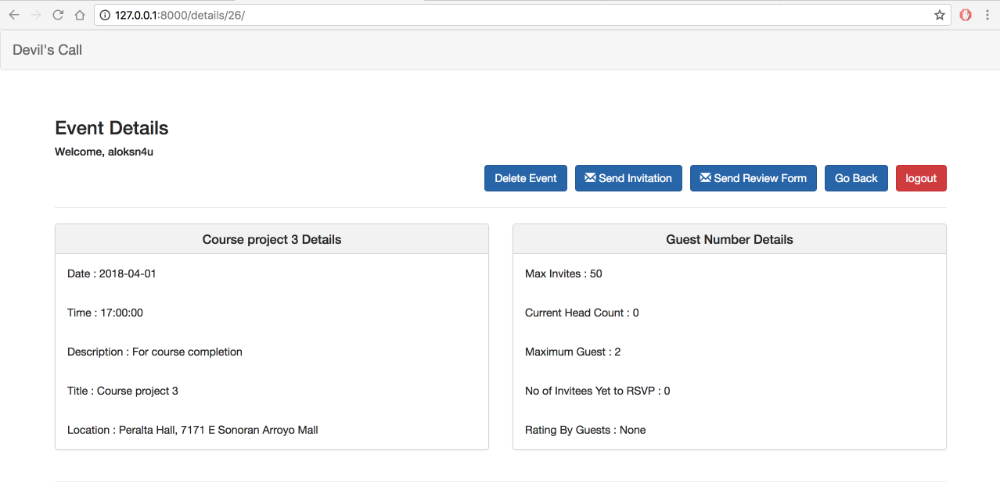 127.0.0.1:8000/details/26/
Devil's Call
Event Details
Welcome, aloksn4u
Delete Event
Send Invitation
Send Review Form
Go Back
logout
Course project 3 Details
Date : 2018-04-01
Time : 17:00:00
Description : For course completion
Title : Course project 3
Location : Peralta Hall, 7171 E Sonoran Arroyo Mall
Guest Number Details
Max Invites : 50
Current Head Count : 0
Maximum Guest : 2
No of Invitees Yet to RSVP : 0
Rating By Guests : None